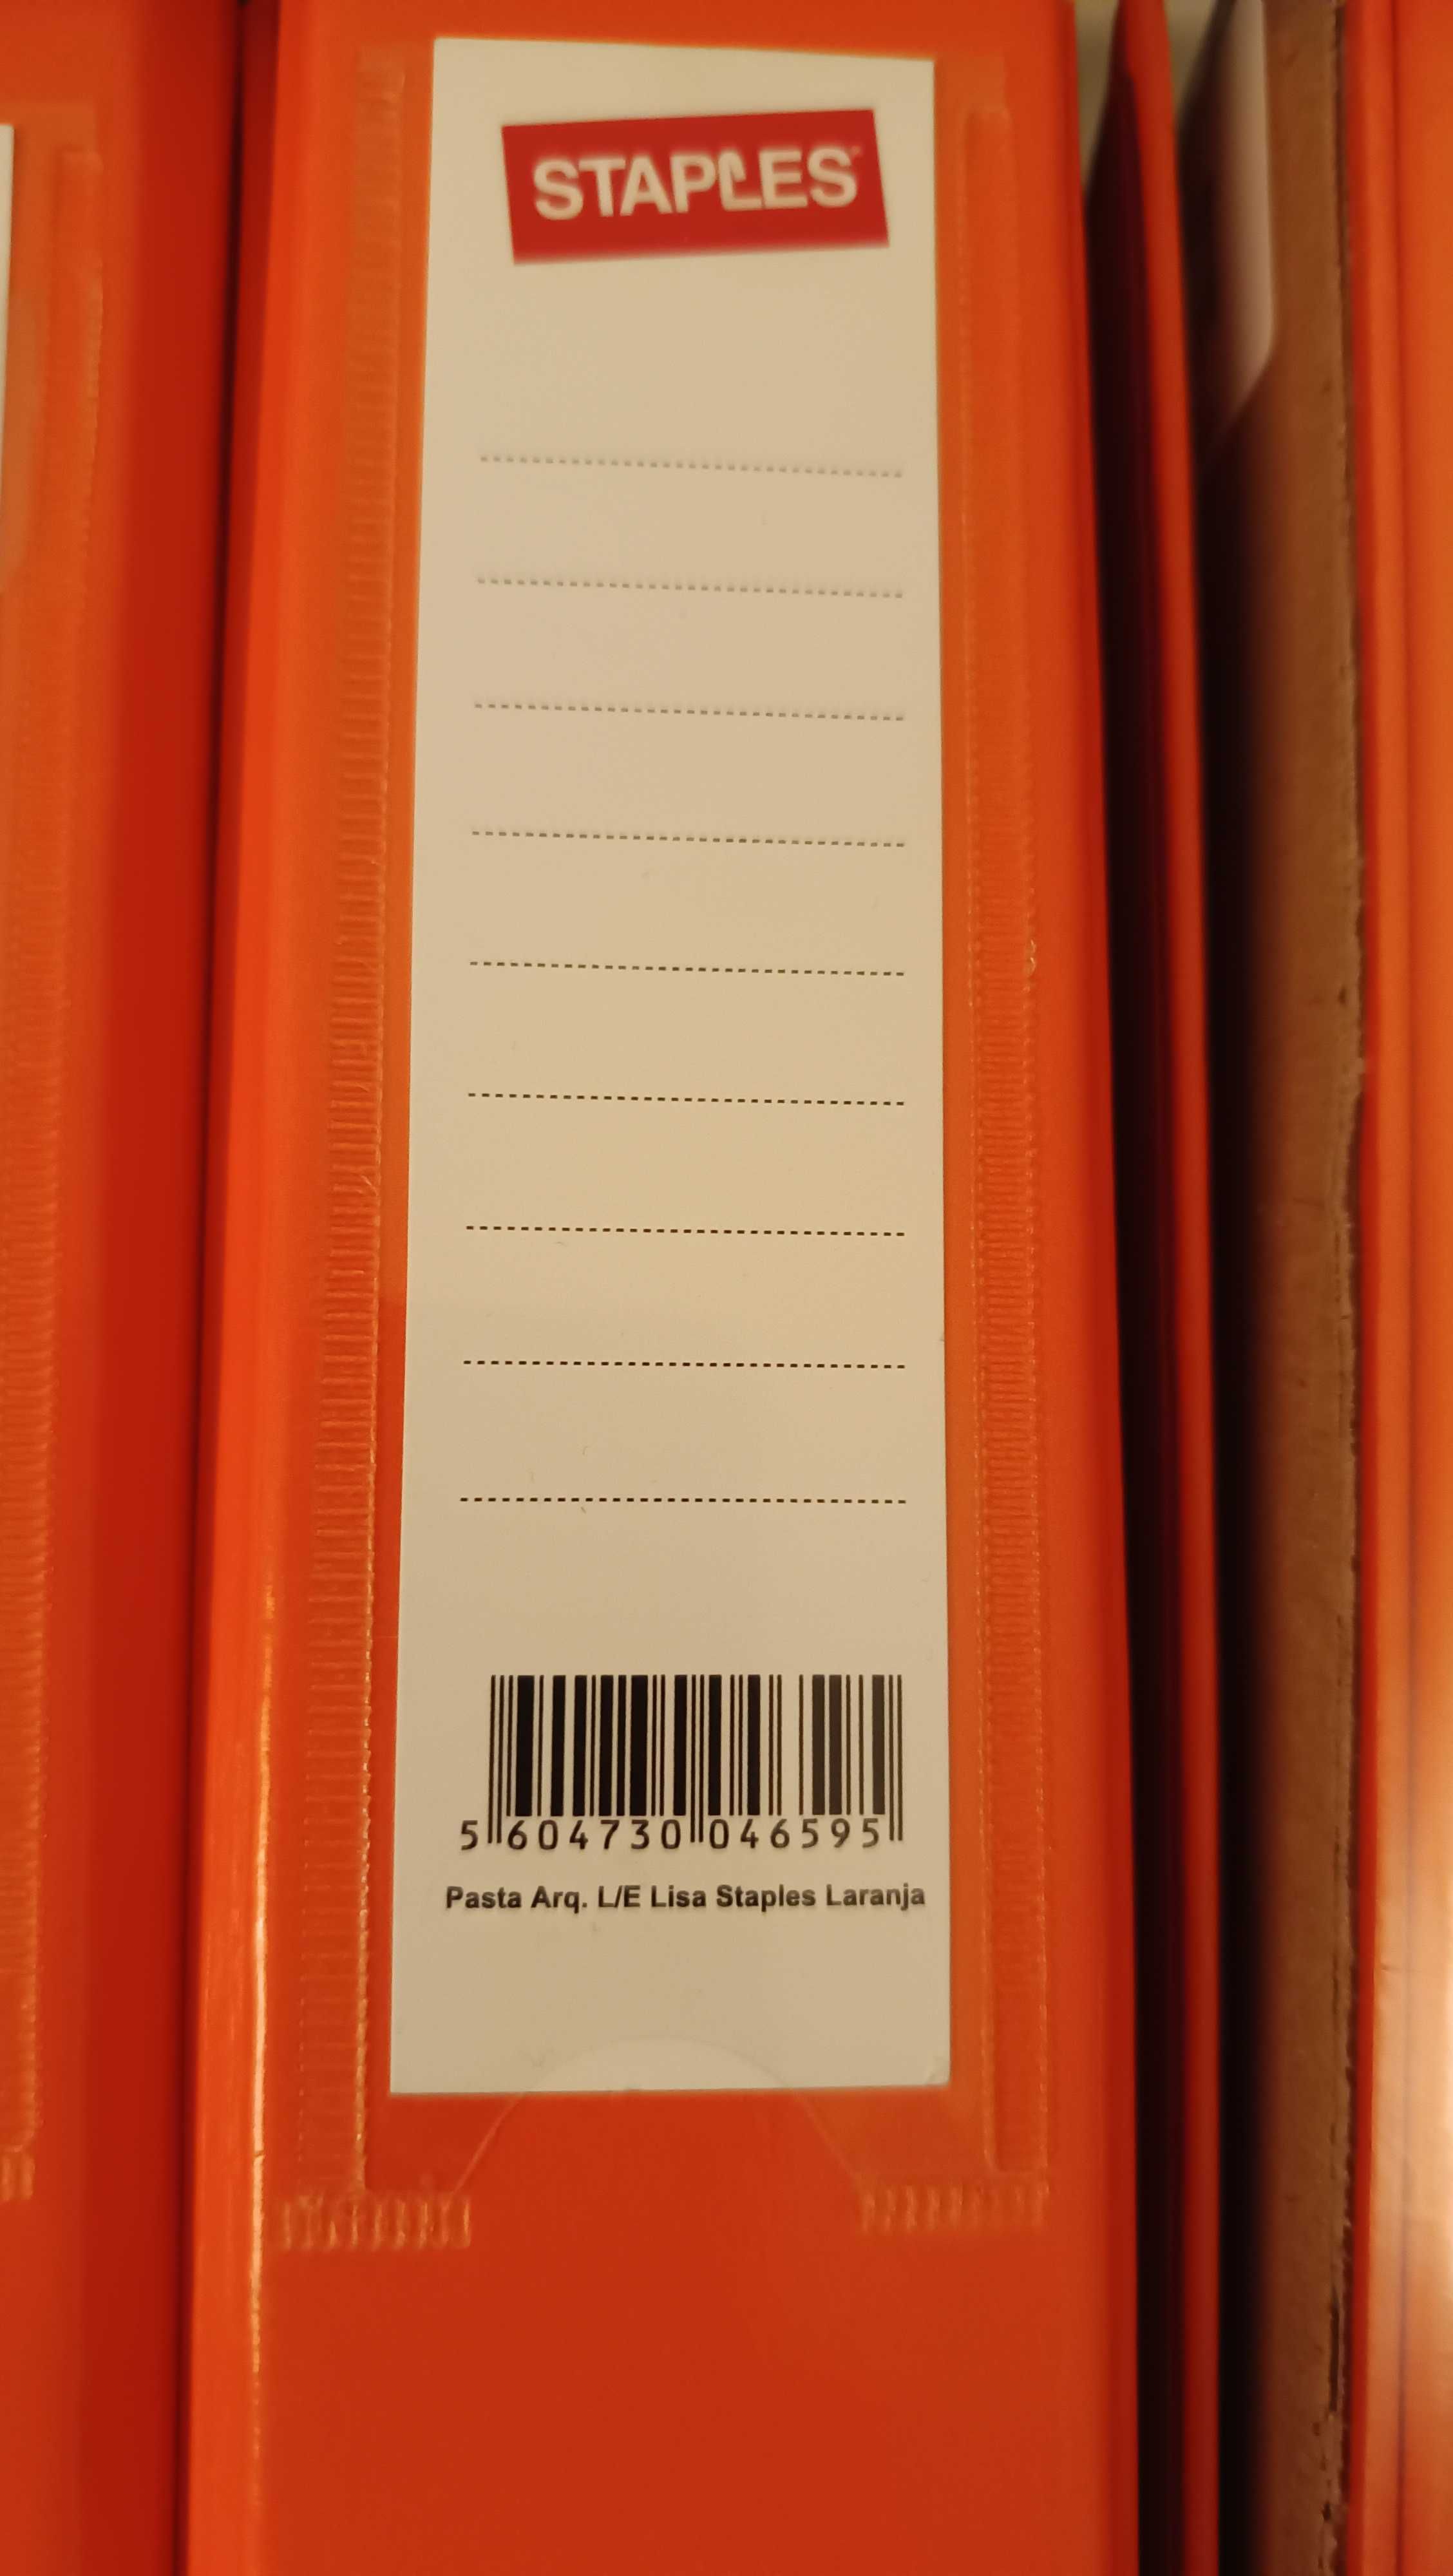 STAPLES
5 604730 046595
Pasta Arq. L/E Lisa Staples Laranja